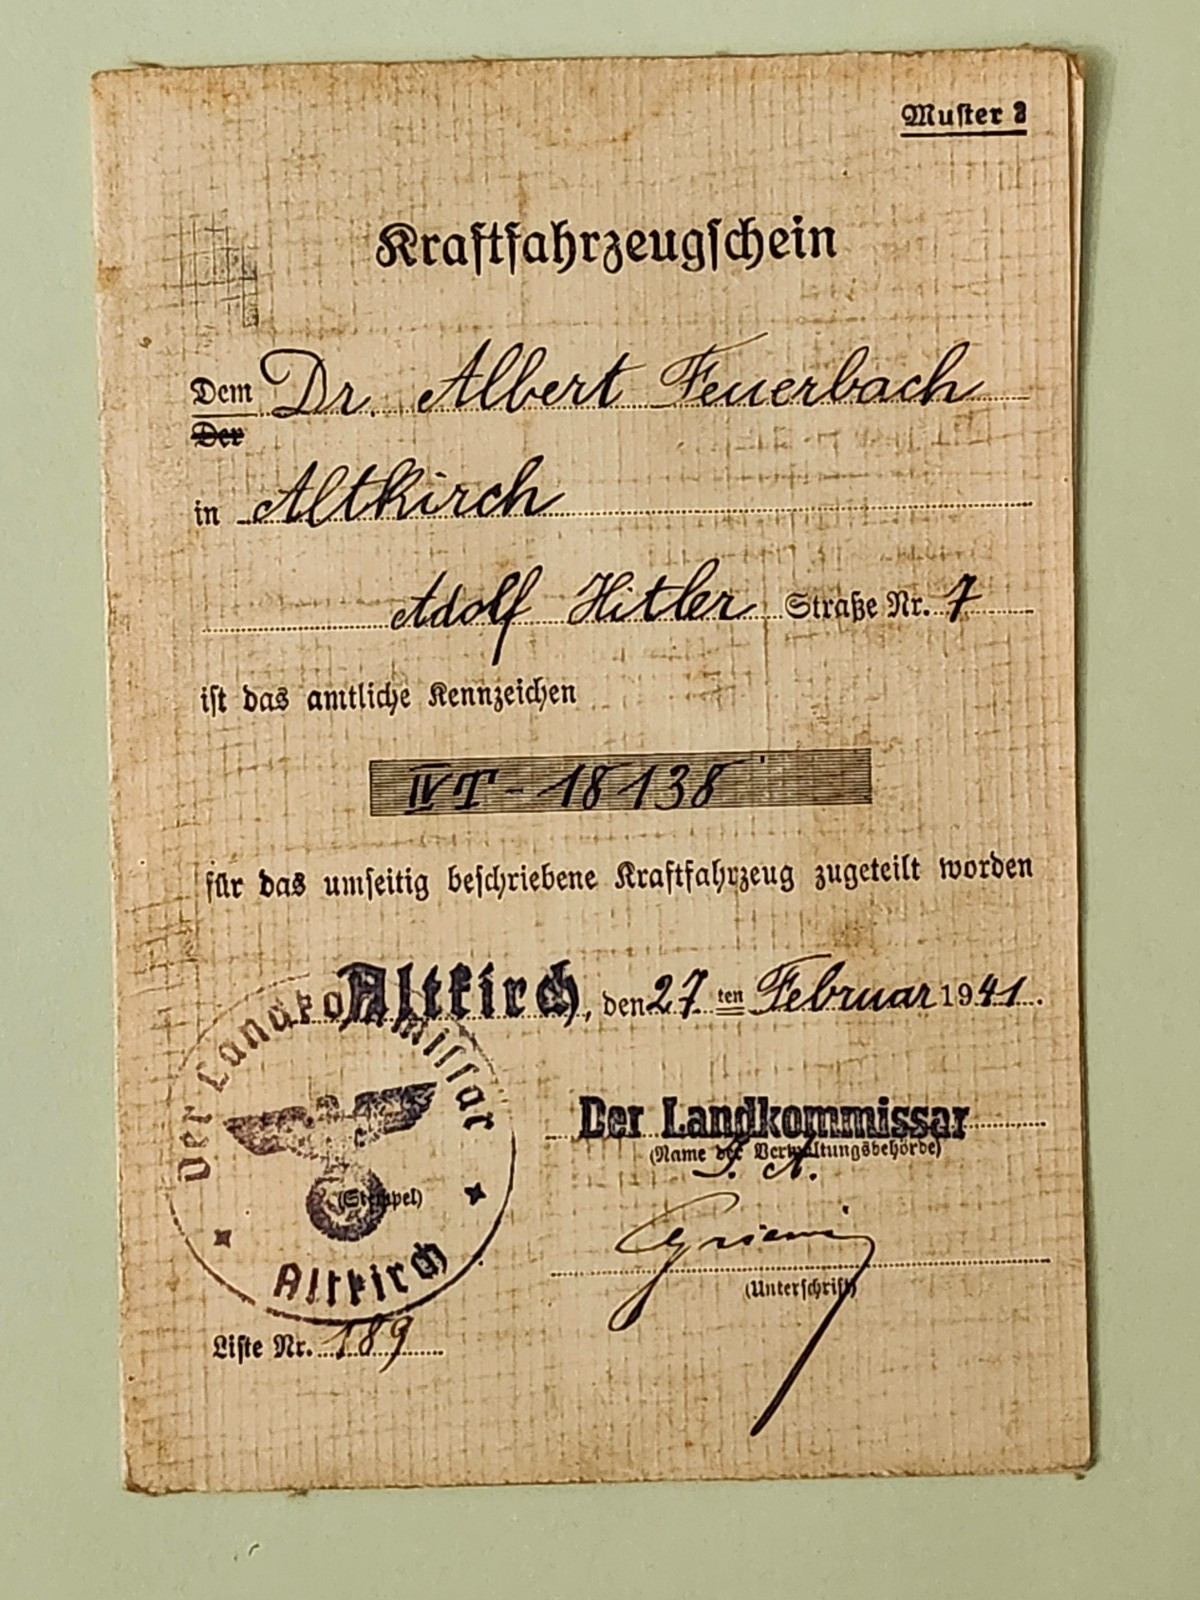 Muster 3
Kraftfahrzeugschein
Dem Dr. Albert Feuerbach
Der
in Altkirch
Adolf Hitler Straße Nr. 7
ist das amtliche Kennzeichen
IVT - 18138
für das umseitig beschriebene Kraftfahrzeug zugeteilt worden
Altkirch, den 27.ten Februar 1941.
Der Landkommissar
Altkirch
(Stempel)
Der Landkommissar
(Name der Verwaltungsbehörde)
I. A.
(Unterschrift)
Liste Nr. 189